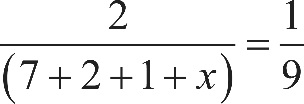 2/(7 + 2 + 1 + x) = 1/9